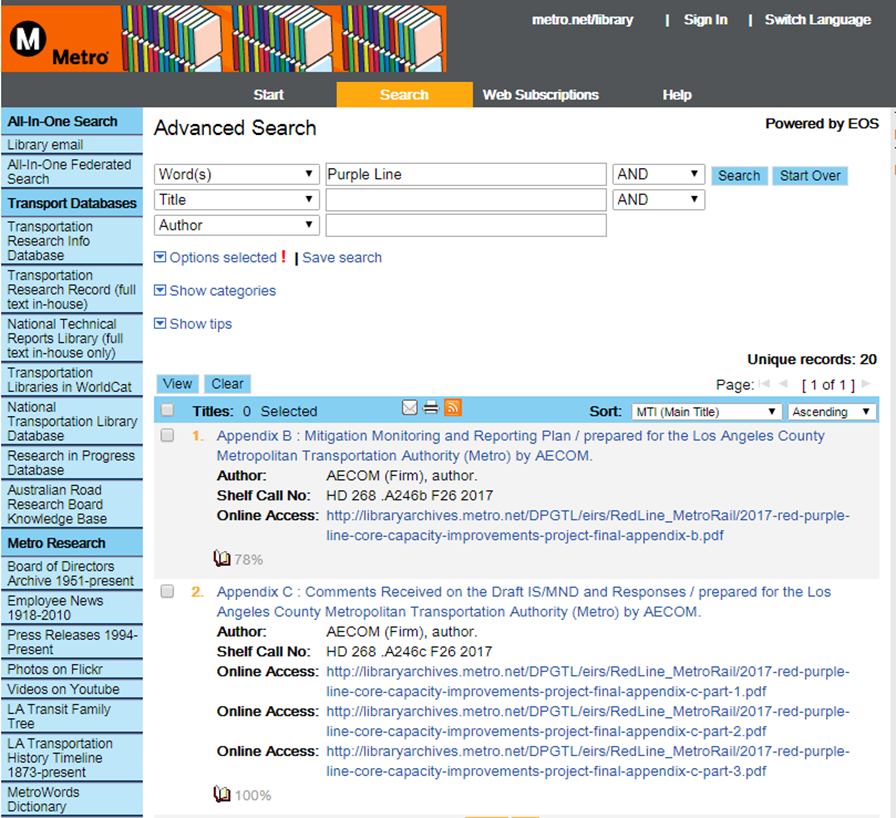 metro.net/library | Sign In | Switch Language
M Metro
Start Search Web Subscriptions Help
All-In-One Search
Library email
All-In-One Federated
Search
Transport Databases
Transportation
Research Info
Database
Transportation
Research Record (full
text in-house)
National Technical
Reports Library (full
text in-house only)
Transportation
Libraries in WorldCat
National
Transportation Library
Database
Research in Progress
Database
Australian Road
Research Board
Knowledge Base
Metro Research
Board of Directors
Archive 1951-present
Employee News
1918-2010
Press Releases 1994-
Present
Photos on Flickr
Videos on Youtube
LA Transit Family
Tree
LA Transportation
History Timeline
1873-present
MetroWords
Dictionary
Powered by EOS
Advanced Search
Word(s) Purple Line AND Search Start Over
Title AND
Author
Options selected ! | Save search
Show categories
Show tips
Unique records: 20
View Clear Page: [ 1 of 1 ]
Titles: 0 Selected Sort: MTI (Main Title) Ascending
1. Appendix B : Mitigation Monitoring and Reporting Plan / prepared for the Los Angeles County
Metropolitan Transportation Authority (Metro) by AECOM.
Author: AECOM (Firm), author.
Shelf Call No: HD 268 .A246b F26 2017
Online Access: http://libraryarchives.metro.net/DPGTL/eirs/RedLine_MetroRail/2017-red-purple-
line-core-capacity-improvements-project-final-appendix-b.pdf
78%
2. Appendix C : Comments Received on the Draft IS/MND and Responses / prepared for the Los
Angeles County Metropolitan Transportation Authority (Metro) by AECOM.
Author: AECOM (Firm), author.
Shelf Call No: HD 268 .A246c F26 2017
Online Access: http://libraryarchives.metro.net/DPGTL/eirs/RedLine_MetroRail/2017-red-purple-
line-core-capacity-improvements-project-final-appendix-c-part-1.pdf
Online Access: http://libraryarchives.metro.net/DPGTL/eirs/RedLine_MetroRail/2017-red-purple-
line-core-capacity-improvements-project-final-appendix-c-part-2.pdf
Online Access: http://libraryarchives.metro.net/DPGTL/eirs/RedLine_MetroRail/2017-red-purple-
line-core-capacity-improvements-project-final-appendix-c-part-3.pdf
100%